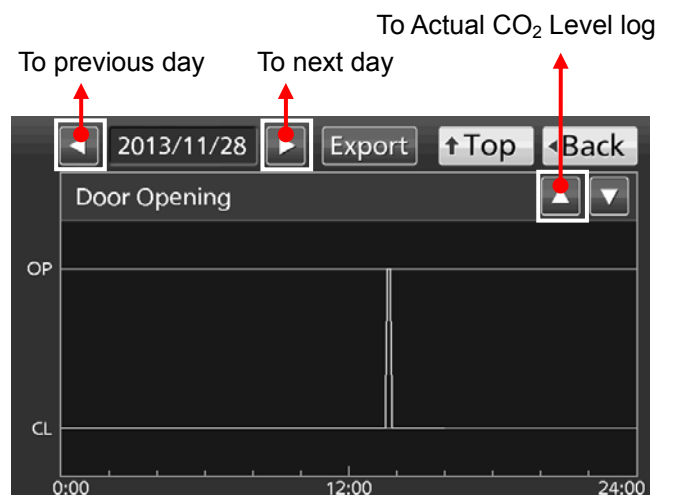 To Actual CO₂ Level log
To previous day
To next day
2013/11/28
Export
Top
Back
Door Opening
OP
CL
0:00
12:00
24:00